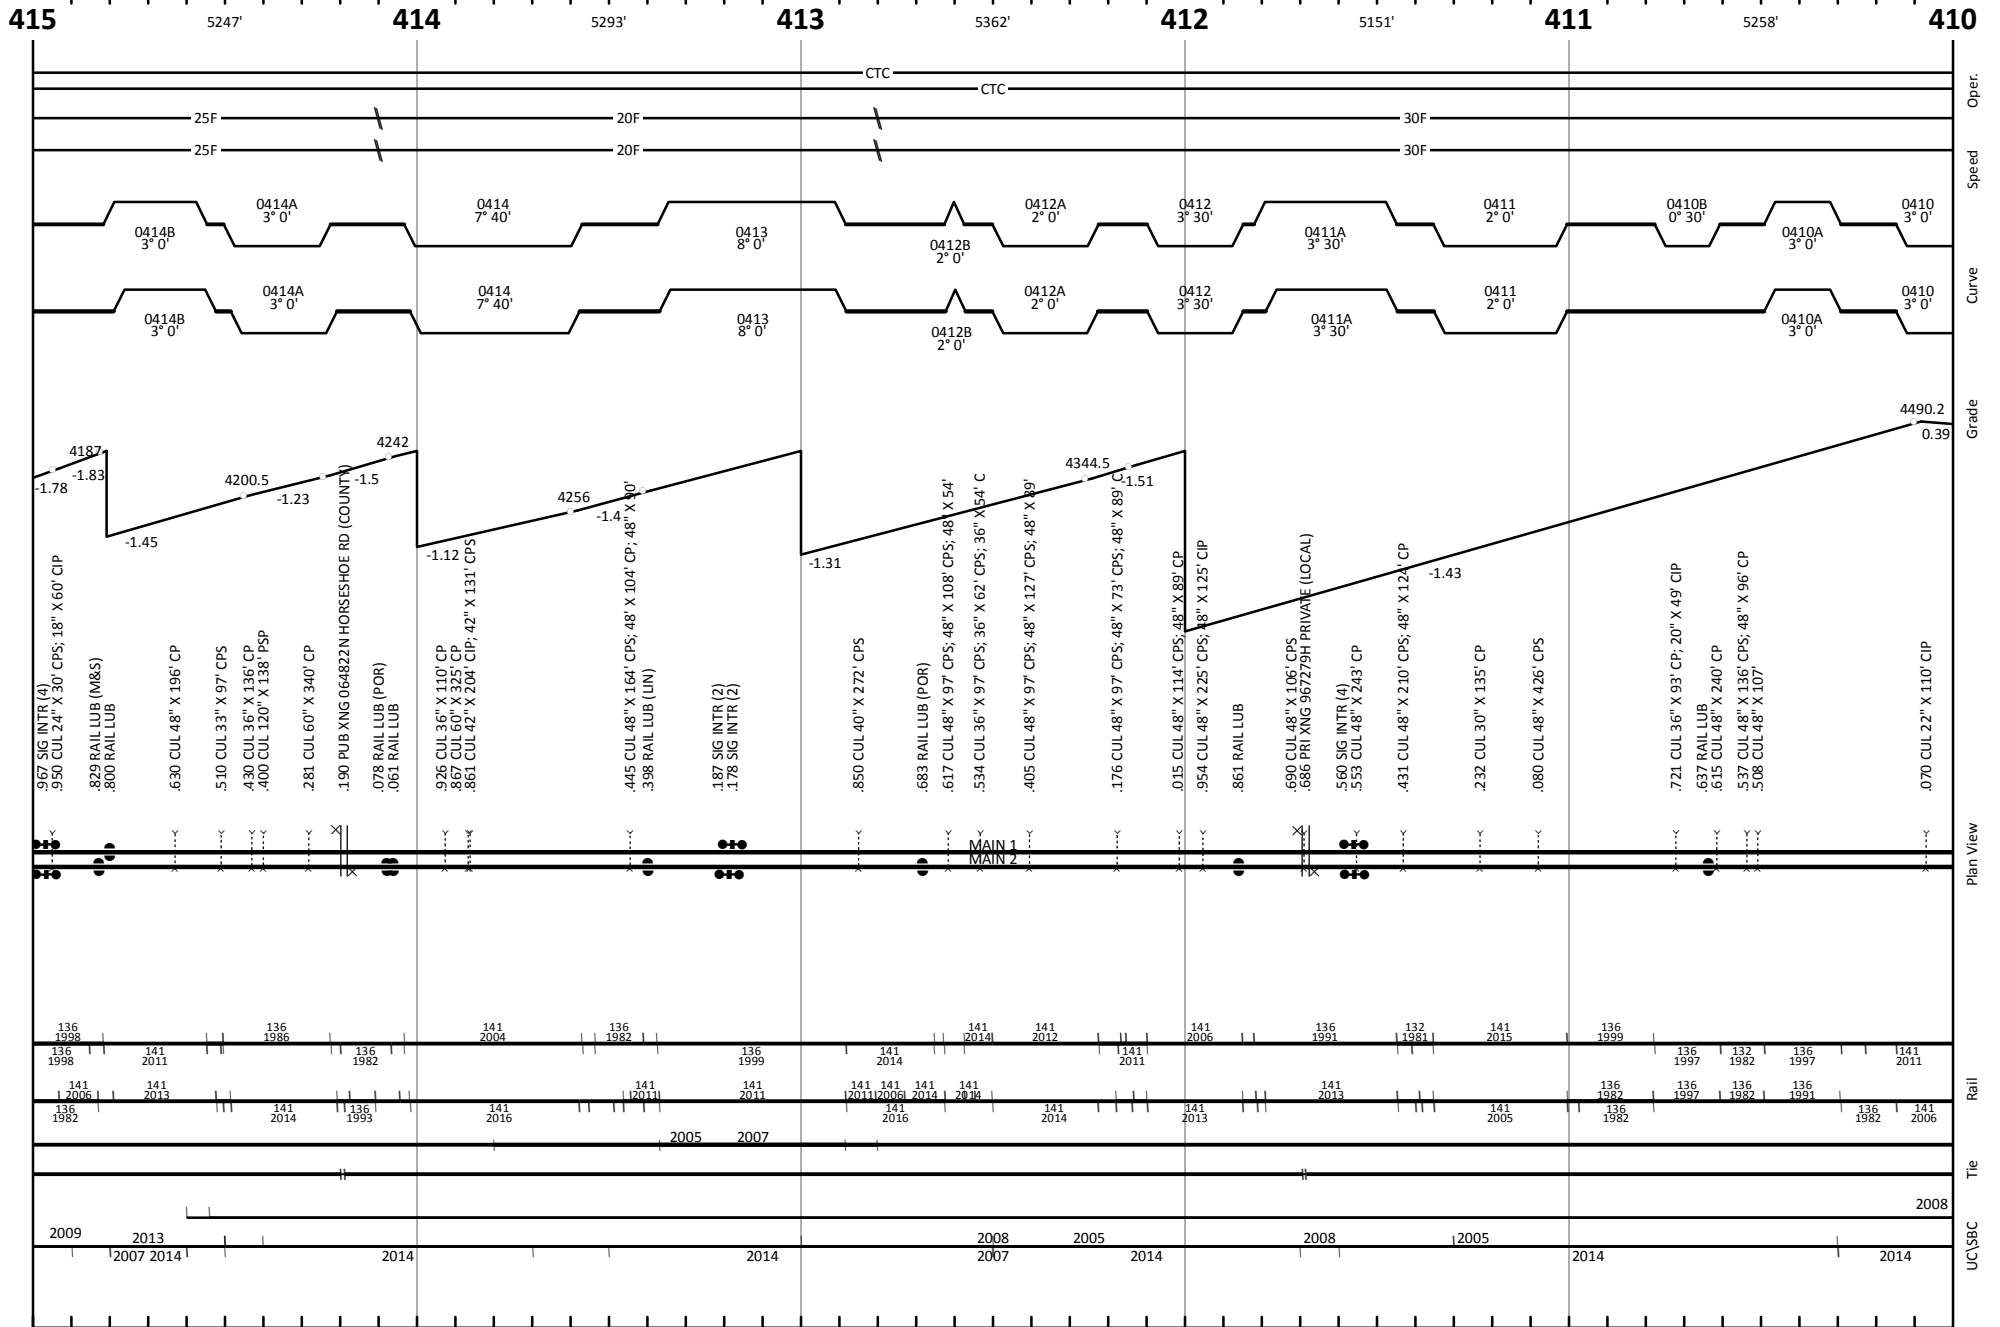 415 5247' 414 5293' 413 5362' 412 5151' 411 5258' 410
CTC
CTC
Oper.
25F 20F 30F
25F 20F 30F
Speed
0414B
3° 0'
0414A
3° 0'
0414
7° 40'
0413
8° 0'
0412B
2° 0'
0412A
2° 0'
0412
3° 30'
0411A
3° 30'
0411
2° 0'
0410B
0° 30'
0410A
3° 0'
0410
3° 0'
Curve
0414B
3° 0'
0414A
3° 0'
0414
7° 40'
0413
8° 0'
0412B
2° 0'
0412A
2° 0'
0412
3° 30'
0411A
3° 30'
0411
2° 0'
0410A
3° 0'
0410
3° 0'
Grade
4187 4200.5 4242 4256 4344.5 4490.2
-1.78 -1.83 -1.45 -1.23 -1.5 -1.12 -1.4 -1.31 -1.51 -1.43 0.39
.967 SIG INTR (4)
.950 CUL 24" X 30' CPS; 18" X 60' CIP
.829 RAIL LUB (M&S)
.800 RAIL LUB
.630 CUL 48" X 196' CP
.510 CUL 33" X 97' CPS
.430 CUL 36" X 136' CP
.400 CUL 120" X 138' PSP
.281 CUL 60" X 340' CP
.190 PUB XNG 064822N HORSESHOE RD (COUNTY)
.078 RAIL LUB (POR)
.061 RAIL LUB
.926 CUL 36" X 110' CP
.867 CUL 60" X 325' CP
.861 CUL 42" X 204' CIP; 42" X 131' CPS
.445 CUL 48" X 164' CPS; 48' X 104' CP; 48" X 90'
.398 RAIL LUB (LIN)
.187 SIG INTR (2)
.178 SIG INTR (2)
.850 CUL 40" X 272' CPS
.683 RAIL LUB (POR)
.617 CUL 48" X 97' CPS; 48" X 108' CPS; 48' X 54'
.534 CUL 36" X 97' CPS; 36" X 62' CPS; 36" X 54' C
.405 CUL 48" X 97' CPS; 48" X 127' CPS; 48" X 89'
.176 CUL 48" X 97' CPS; 48" X 73' CPS; 48" X 89' C
.015 CUL 48" X 114' CPS; 48" X 89' CP
.954 CUL 48" X 225' CPS; 48" X 125' CIP
.861 RAIL LUB
.690 CUL 48" X 106' CPS
.686 PRI XNG 967279H PRIVATE (LOCAL)
.560 SIG INTR (4)
.553 CUL 48" X 243' CP
.431 CUL 48" X 210' CPS; 48" X 124' CP
.232 CUL 30" X 135' CP
.080 CUL 48" X 426' CPS
.721 CUL 36" X 93' CP; 20" X 49' CIP
.637 RAIL LUB
.615 CUL 48" X 240' CP
.537 CUL 48" X 136' CPS; 48" X 96' CP
.508 CUL 48" X 107'
.070 CUL 22" X 110' CIP
MAIN 1
MAIN 2
Plan View
136 136 141 136 141 141 141 136 132 141 136
1998 1986 2004 1982 2014 2012 2006 1991 1981 2015 1999
136 141 136 136 141 141 136 132 136 141
1998 2011 1982 1999 2014 2011 1997 1982 1997 2011
Rail
141 141 141 141 141 141 141 141 141 136 136 136 136
2006 2013 2011 2011 2011 2006 2014 2014 2013 1982 1997 1982 1991
136 141 136 141 141 141 141 141 136 136 141
1982 2014 1993 2016 2016 2014 2013 2005 1982 1982 2006
2005 2007
Tie
2008
2009 2013 2008 2005 2008 2005
2007 2014 2014 2014 2007 2014 2014 2014
UC\SBC